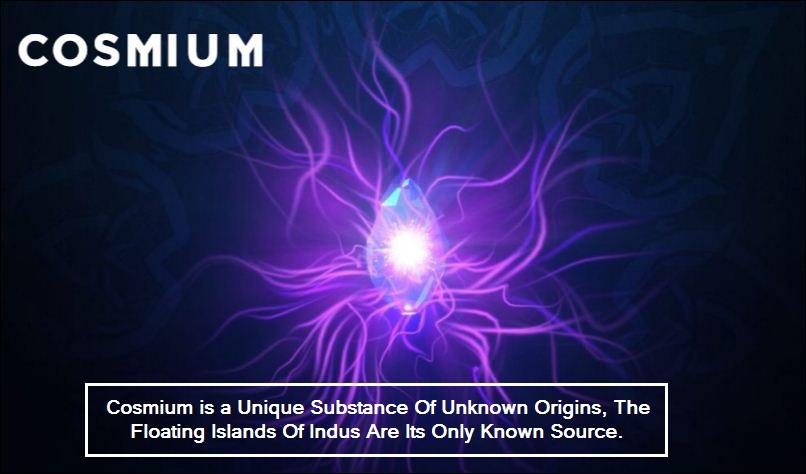 COSMIUM
Cosmium is a Unique Substance Of Unknown Origins, The
Floating Islands Of Indus Are Its Only Known Source.